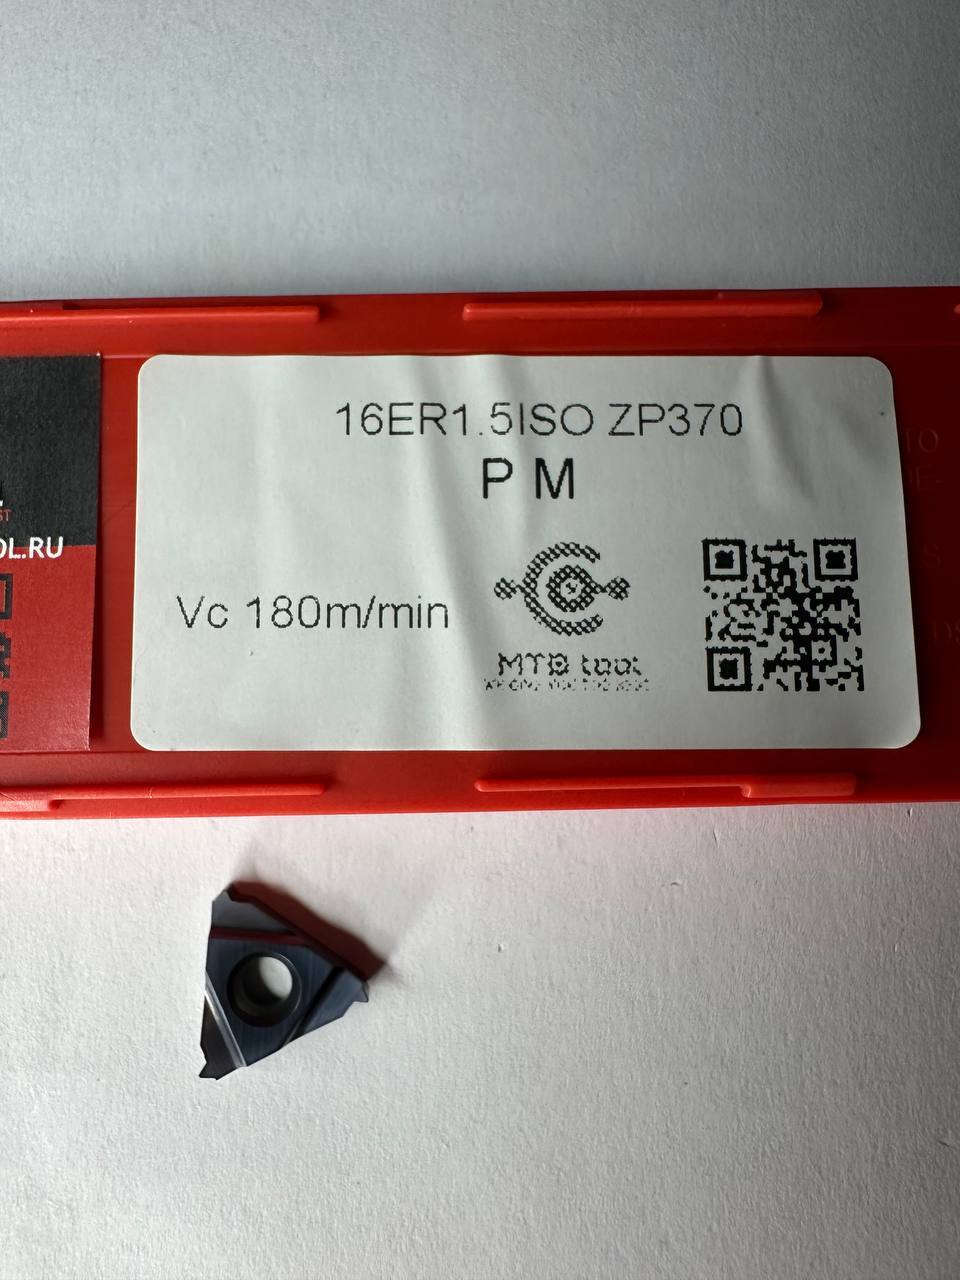 16ER1.5ISO ZP370
P M
Vc 180m/min
MTB tool
OL.RU